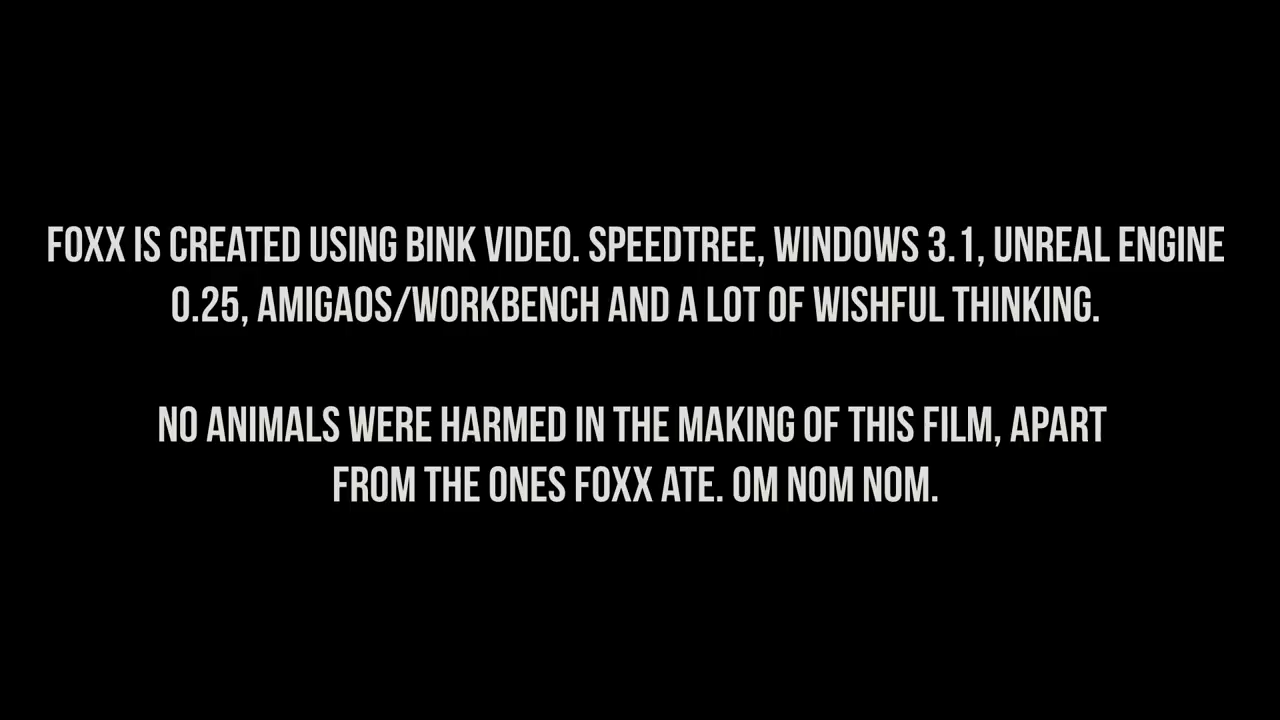 FOXX IS CREATED USING BINK VIDEO. SPEEDTREE, WINDOWS 3.1, UNREAL ENGINE
0.25, AMIGAOS/WORKBENCH AND A LOT OF WISHFUL THINKING.
NO ANIMALS WERE HARMED IN THE MAKING OF THIS FILM, APART
FROM THE ONES FOXX ATE. OM NOM NOM.